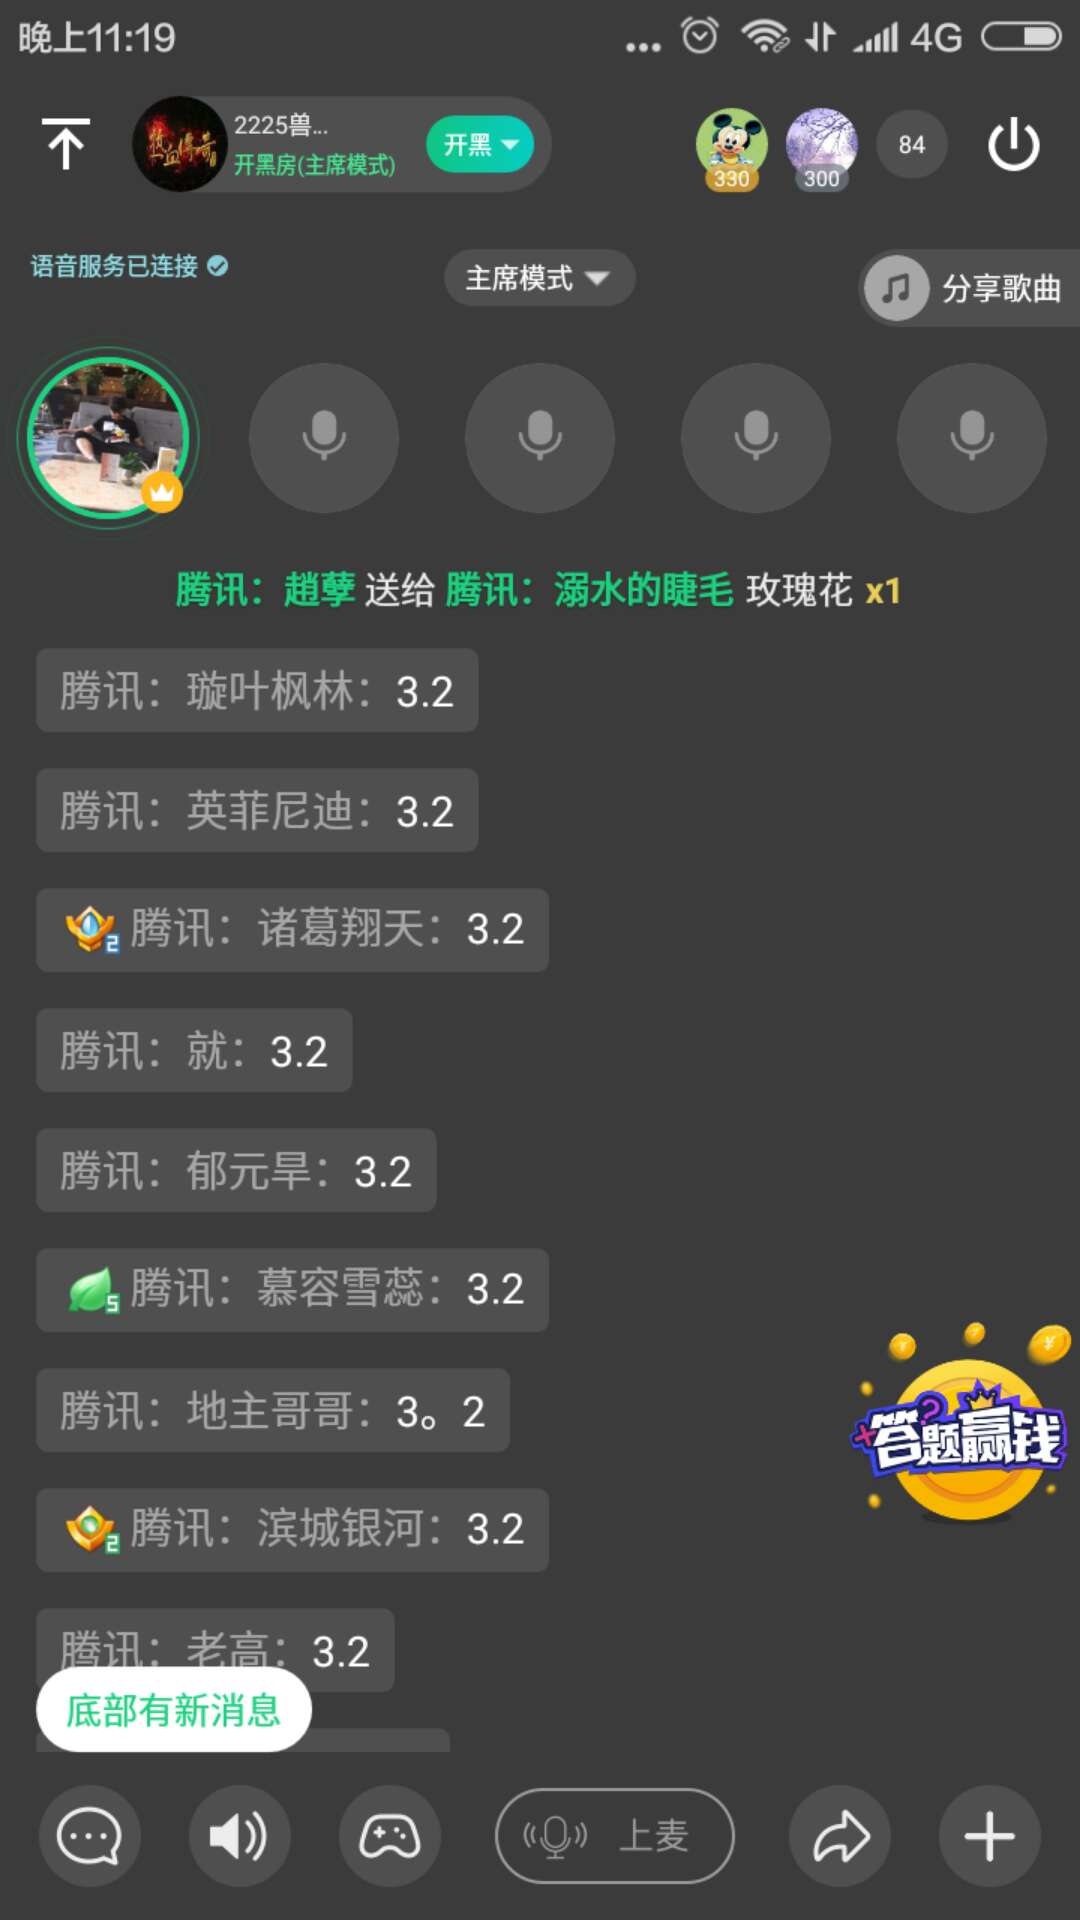 晚上11:19
4G
热血传奇
2225兽...
开黑房(主席模式)
开黑
330
300
84
语音服务已连接
主席模式
分享歌曲
腾讯：趙孽 送给 腾讯：溺水的睫毛 玫瑰花 x1
腾讯：璇叶枫林：3.2
腾讯：英菲尼迪：3.2
2 腾讯：诸葛翔天：3.2
腾讯：就：3.2
腾讯：郁元旱：3.2
5 腾讯：慕容雪蕊：3.2
腾讯：地主哥哥：3。2
答题赢钱
2 腾讯：滨城银河：3.2
腾讯：老高：3.2
底部有新消息
上麦